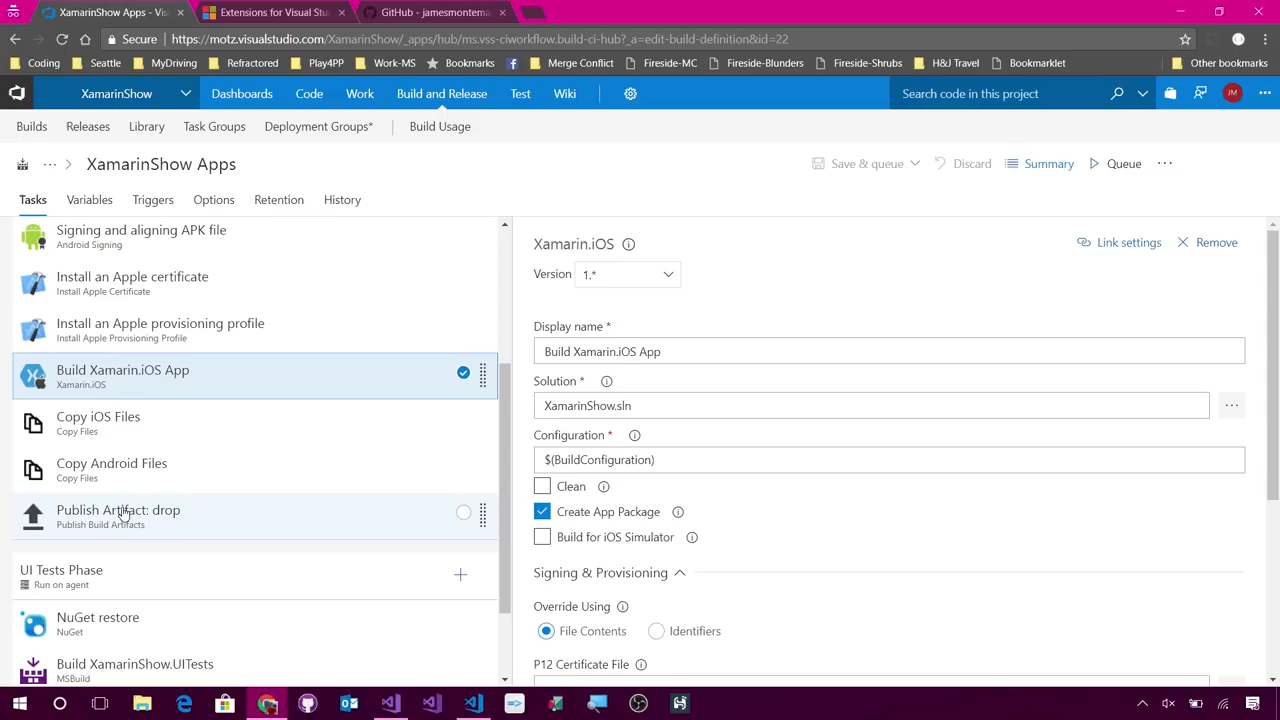 XamarinShow Apps - Vis
Extensions for Visual Stu
GitHub - jamesmontema
Secure
https://motz.visualstudio.com/XamarinShow/_apps/hub/ms.vss-ciworkflow.build-ci-hub?_a=edit-build-definition&id=22
Coding
Seattle
MyDriving
Refractored
Play4PP
Work-MS
Bookmarks
Merge Conflict
Fireside-MC
Fireside-Blunders
Fireside-Shrubs
H&J Travel
Bookmarklet
Other bookmarks
XamarinShow
Dashboards
Code
Work
Build and Release
Test
Wiki
Search code in this project
JM
Builds
Releases
Library
Task Groups
Deployment Groups*
Build Usage
XamarinShow Apps
Save & queue
Discard
Summary
Queue
Tasks
Variables
Triggers
Options
Retention
History
Signing and aligning APK file
Android Signing
Install an Apple certificate
Install Apple Certificate
Install an Apple provisioning profile
Install Apple Provisioning Profile
Build Xamarin.iOS App
Xamarin.iOS
Copy iOS Files
Copy Files
Copy Android Files
Copy Files
Publish Artifact: drop
Publish Build Artifacts
UI Tests Phase
Run on agent
NuGet restore
NuGet
Build XamarinShow.UITests
MSBuild
Xamarin.iOS
Link settings
Remove
Version
1.*
Display name *
Build Xamarin.iOS App
Solution *
XamarinShow.sln
Configuration *
$(BuildConfiguration)
Clean
Create App Package
Build for iOS Simulator
Signing & Provisioning
Override Using
File Contents
Identifiers
P12 Certificate File